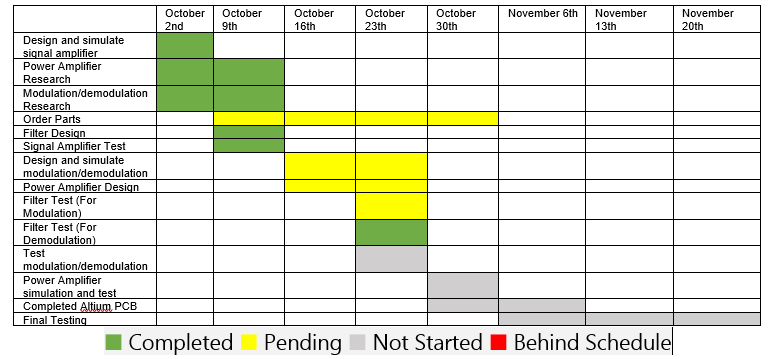 October 2nd
October 9th
October 16th
October 23th
October 30th
November 6th
November 13th
November 20th
Design and simulate
signal amplifier
Power Amplifier
Research
Modulation/demodulation
Research
Order Parts
Filter Design
Signal Amplifier Test
Design and simulate
modulation/demodulation
Power Amplifier Design
Filter Test (For
Modulation)
Filter Test (For
Demodulation)
Test
modulation/demodulation
Power Amplifier
simulation and test
Completed Altium PCB
Final Testing
Completed Pending Not Started Behind Schedule